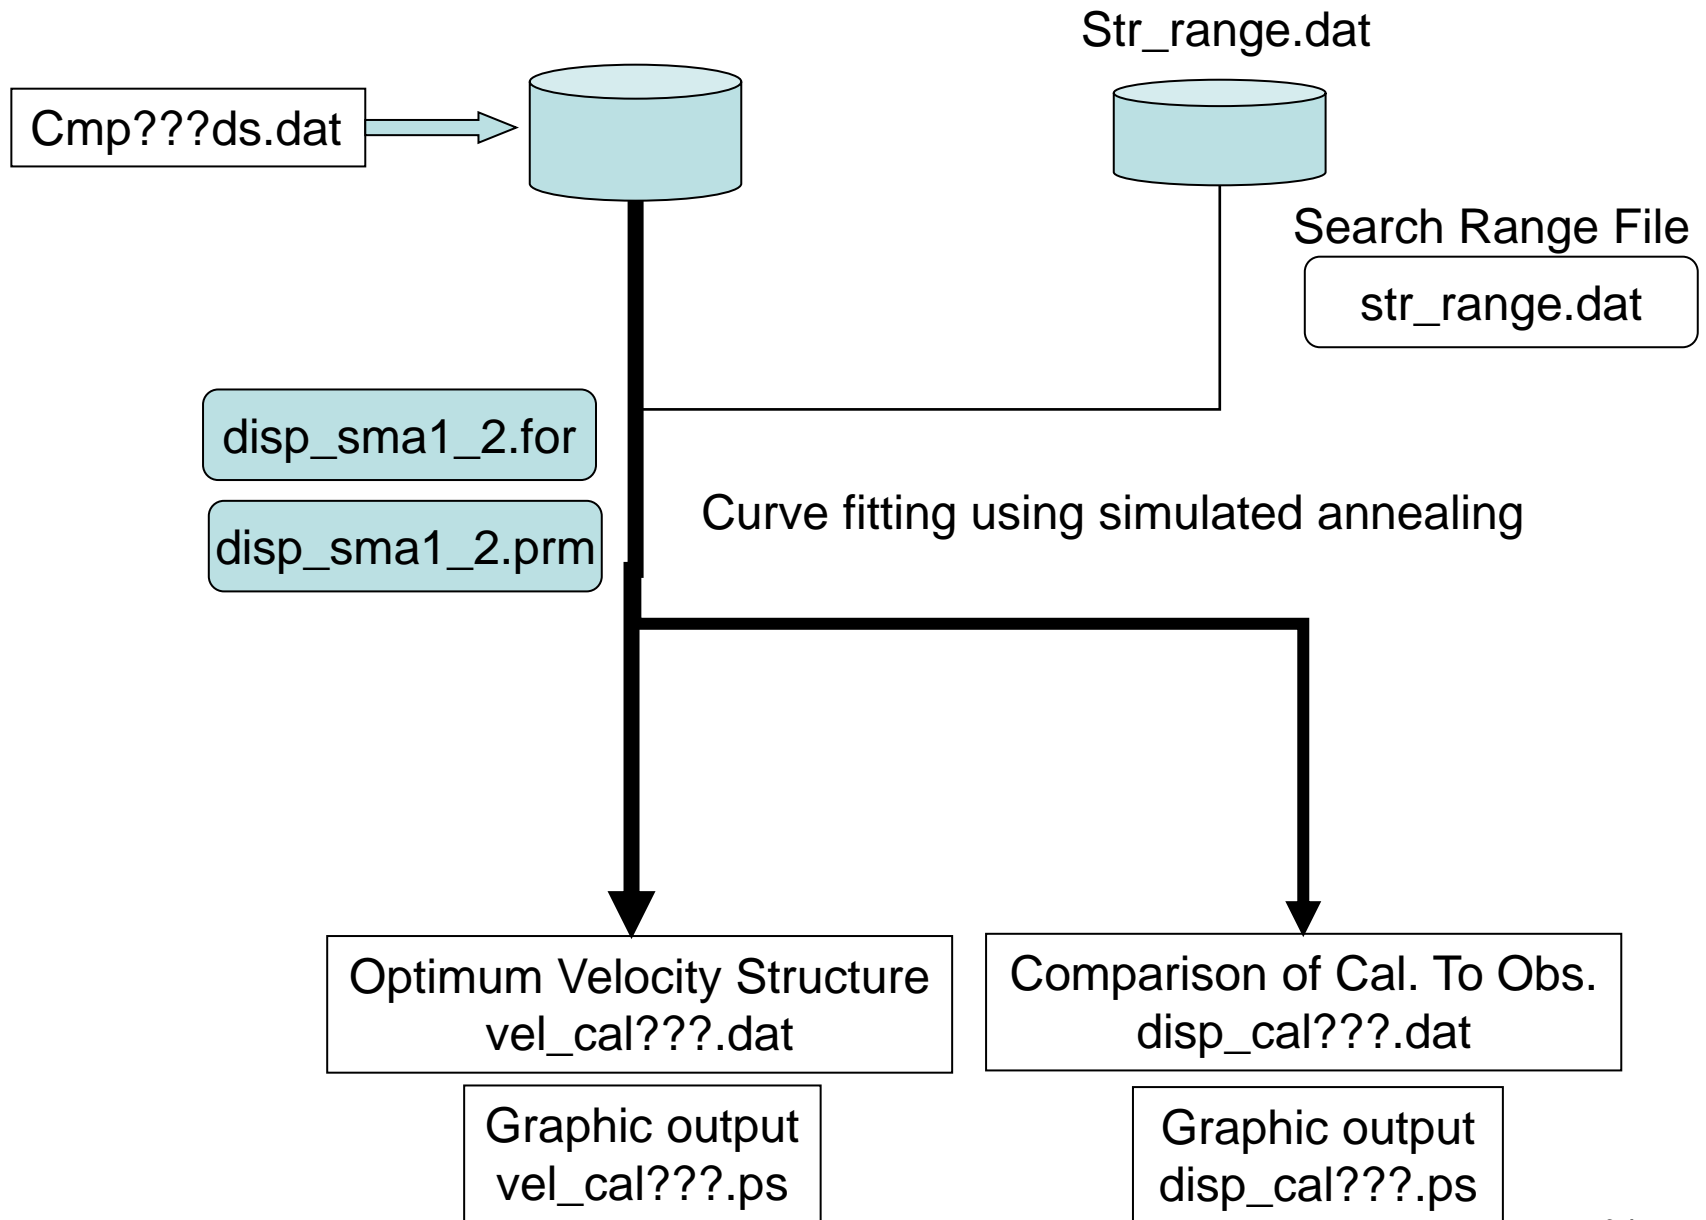 Str_range.dat
Cmp???ds.dat
Search Range File
str_range.dat
disp_sma1_2.for
Curve fitting using simulated annealing
disp_sma1_2.prm
Optimum Velocity Structure
vel_cal???.dat
Comparison of Cal. To Obs.
disp_cal???.dat
Graphic output
vel_cal???.ps
Graphic output
disp_cal???.ps